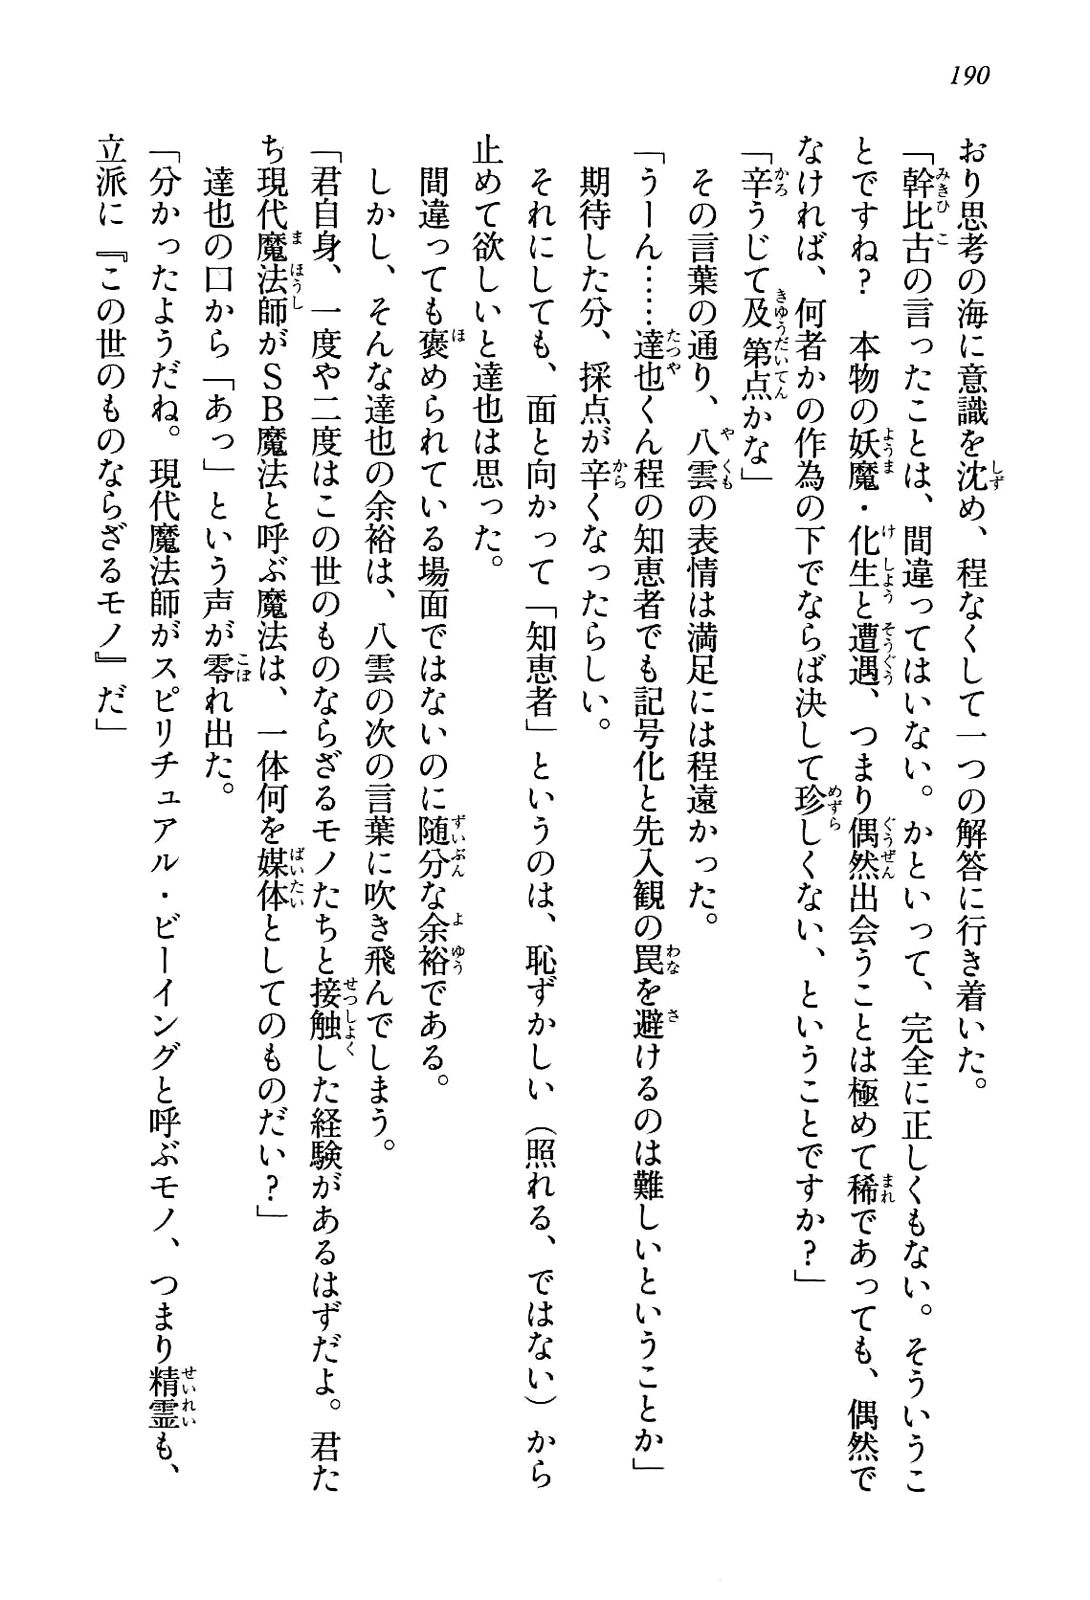 190
おり思考の海に意識を沈め、程なくして一つの解答に行き着いた。
「幹比古の言ったことは、間違ってはいない。かといって、完全に正しくもない。そういうこ
とですね？　本物の妖魔・化生と遭遇、つまり偶然出会うことは極めて稀であっても、偶然で
なければ、何者かの作為の下でならば決して珍しくない、ということですか？」
「辛うじて及第点かな」
その言葉の通り、八雲の表情は満足には程遠かった。
「うーん……達也くん程の知恵者でも記号化と先入観の罠を避けるのは難しいということか」
期待した分、採点が辛くなったらしい。
それにしても、面と向かって「知恵者」というのは、恥ずかしい（照れる、ではない）から
止めて欲しいと達也は思った。
間違っても褒められている場面ではないのに随分な余裕である。
しかし、そんな達也の余裕は、八雲の次の言葉に吹き飛んでしまう。
「君自身、一度や二度はこの世のものならざるモノたちと接触した経験があるはずだよ。君た
ち現代魔法師がＳＢ魔法と呼ぶ魔法は、一体何を媒体としてのものだい？」
達也の口から「あっ」という声が零れ出た。
「分かったようだね。現代魔法師がスピリチュアル・ビーイングと呼ぶモノ、つまり精霊も、
立派に『この世のものならざるモノ』だ」